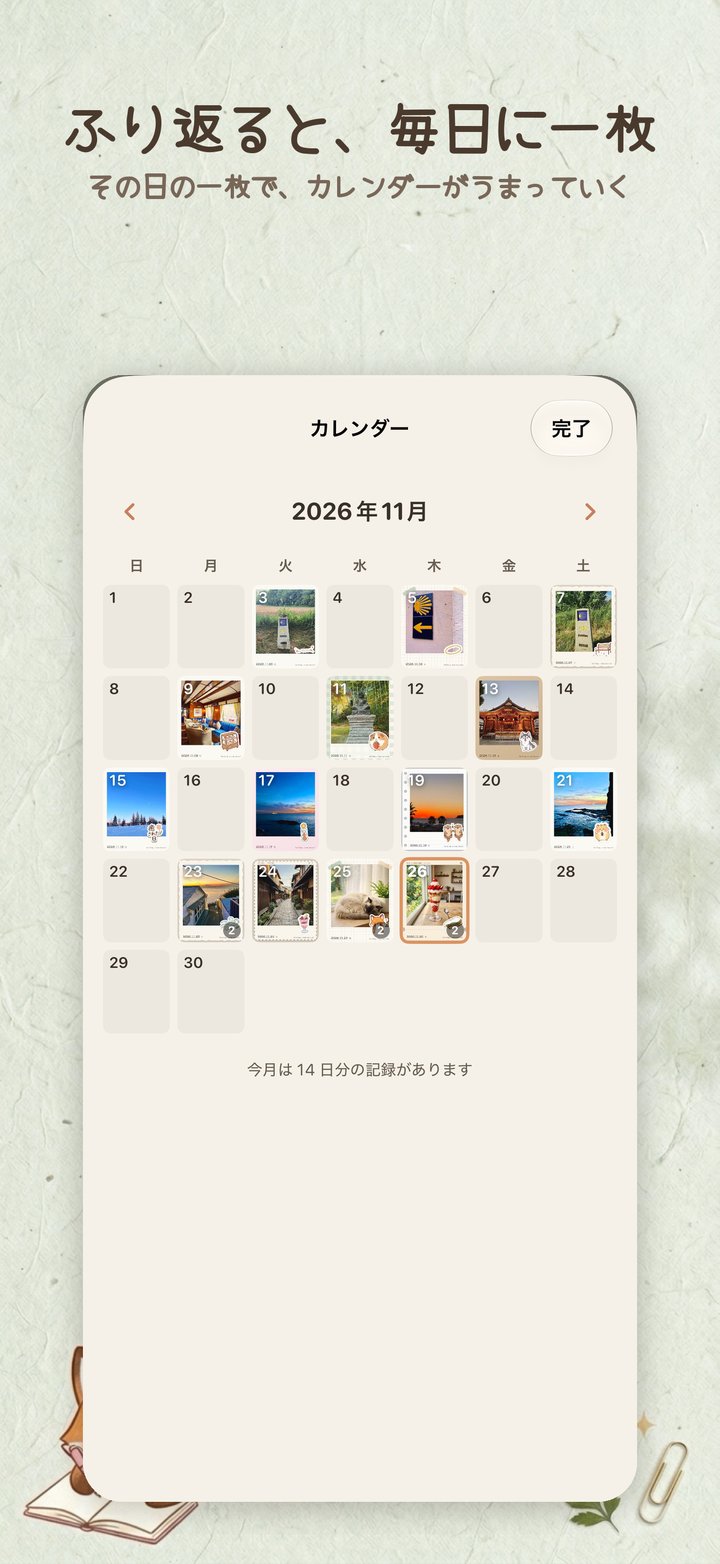 ふり返ると、毎日に一枚
その日の一枚で、カレンダーがうまっていく
カレンダー
完了
2026年11月
日 月 火 水 木 金 土
1 2 3 4 5 6 7
8 9 10 11 12 13 14
15 16 17 18 19 20 21
22 23 24 25 26 27 28
2 2 2
29 30
今月は 14 日分の記録があります